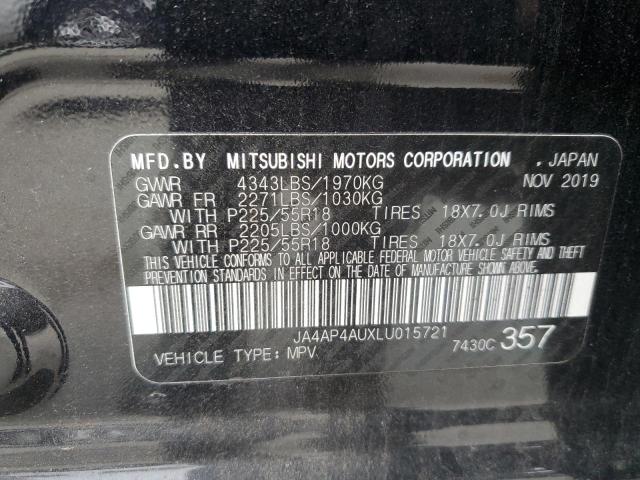 MFD.BY MITSUBISHI MOTORS CORPORATION , JAPAN
GVWR 4343LBS/1970KG NOV 2019
GAWR FR 2271LBS/1030KG
WITH P225/55R18 TIRES 18X7.0J RIMS
GAWR RR 2205LBS/1000KG
WITH P225/55R18 TIRES 18X7.0J RIMS
THIS VEHICLE CONFORMS TO ALL APPLICABLE FEDERAL MOTOR VEHICLE SAFETY AND THEFT
PREVENTION STANDARDS IN EFFECT ON THE DATE OF MANUFACTURE SHOWN ABOVE.
JA4AP4AUXLU015721
VEHICLE TYPE: MPV 7430C 357